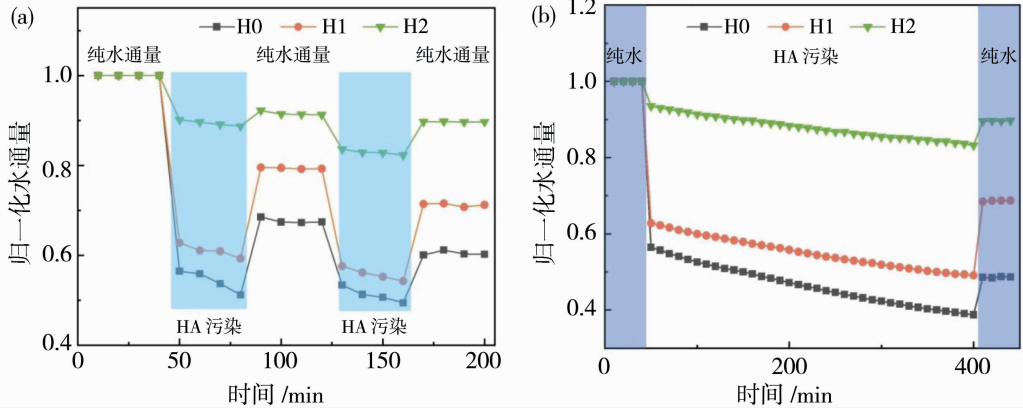 (a)
H0 H1 H2
纯水通量 纯水通量 纯水通量
1.0
0.8
0.6
0.4
归一化水通量
HA 污染 HA 污染
0 50 100 150 200
时间 /min
(b)
1.2
H0 H1 H2
纯水 HA 污染 纯水
1.0
0.8
0.6
0.4
归一化水通量
0 200 400
时间 /min